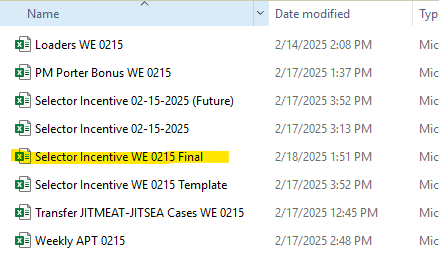 Name Date modified Typ
Loaders WE 0215 2/14/2025 2:08 PM Mic
PM Porter Bonus WE 0215 2/17/2025 1:37 PM Mic
Selector Incentive 02-15-2025 (Future) 2/17/2025 3:52 PM Mic
Selector Incentive 02-15-2025 2/17/2025 3:13 PM Mic
Selector Incentive WE 0215 Final 2/18/2025 1:51 PM Mic
Selector Incentive WE 0215 Template 2/17/2025 3:52 PM Mic
Transfer JITMEAT-JITSEA Cases WE 0215 2/17/2025 12:45 PM Mic
Weekly APT 0215 2/17/2025 2:48 PM Mic